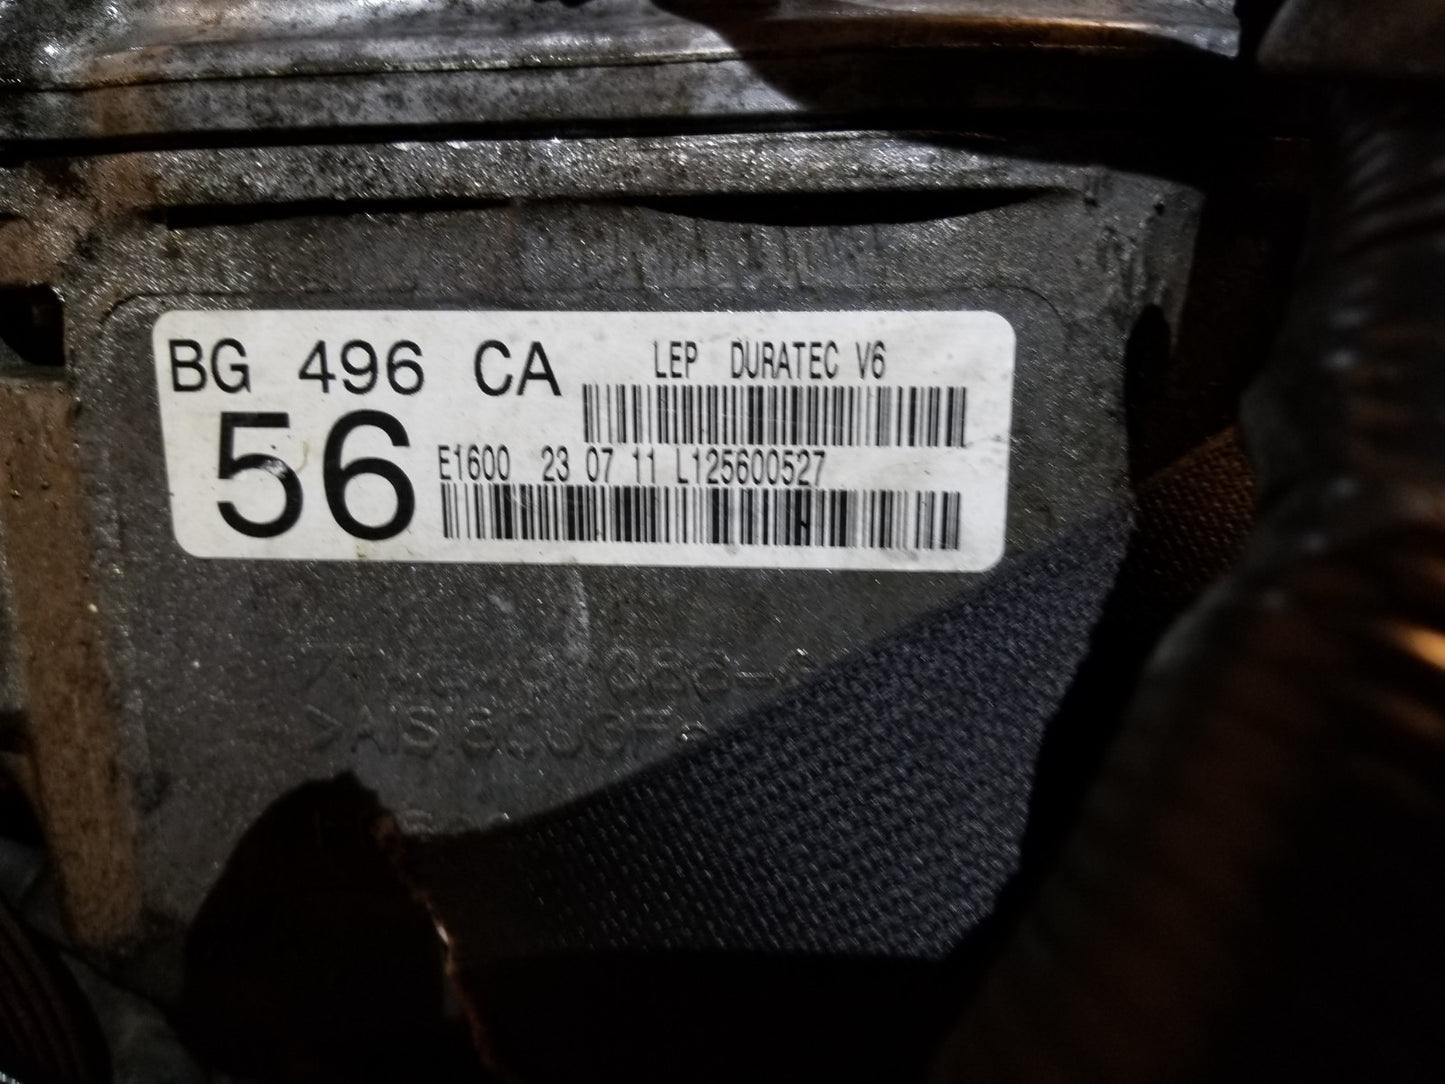 BG 496 CA
LEP DURATEC V6
56
E1600 23 07 11 L125600527